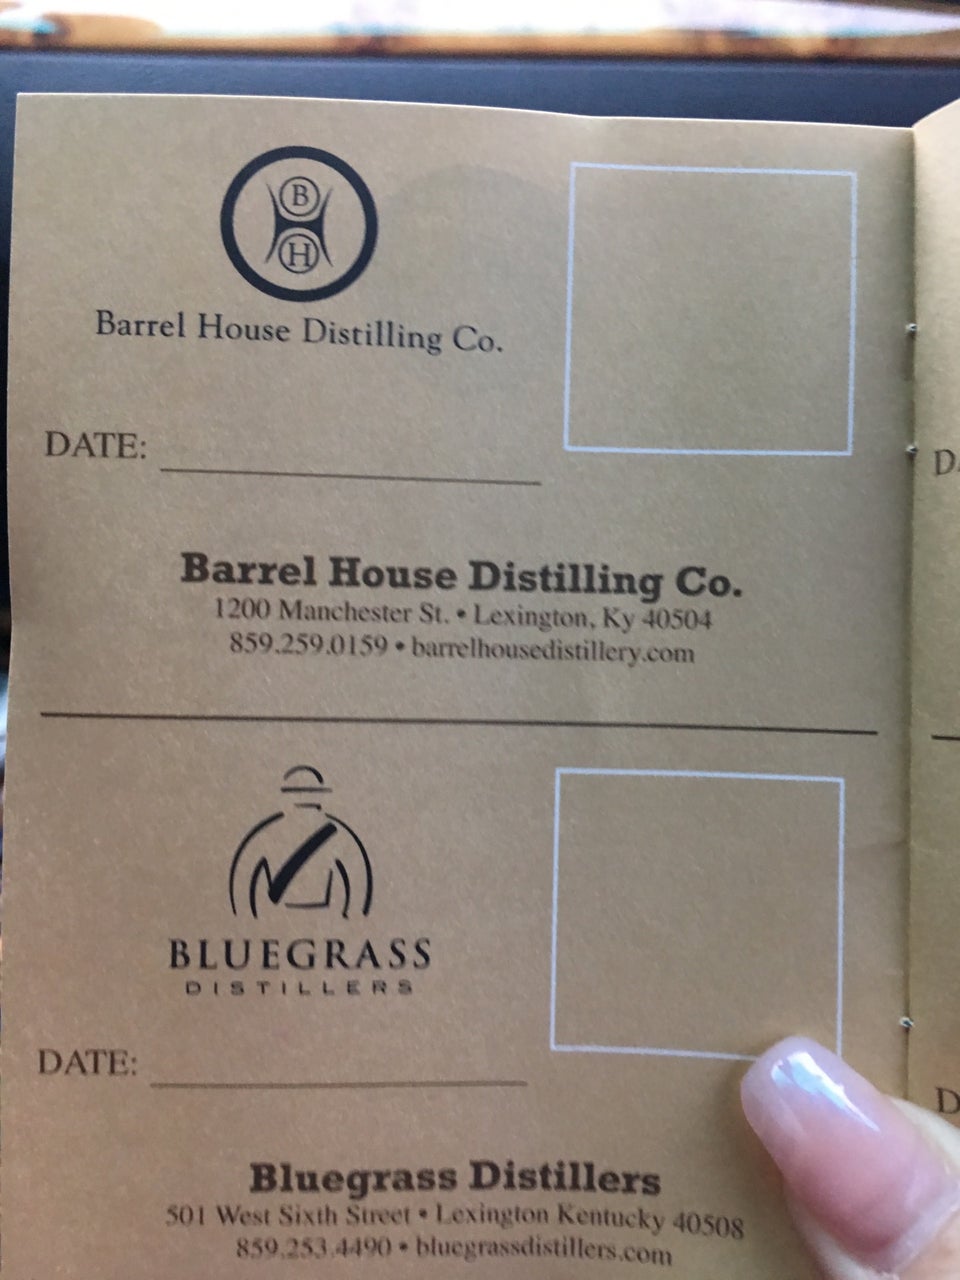 B
H
Barrel House Distilling Co.
DATE:
Barrel House Distilling Co.
1200 Manchester St. • Lexington, Ky 40504
859.259.0159 • barrelhousedistillery.com
BLUEGRASS
DISTILLERS
DATE:
Bluegrass Distillers
501 West Sixth Street • Lexington Kentucky 40508
859.253.4490 • bluegrassdistillers.com